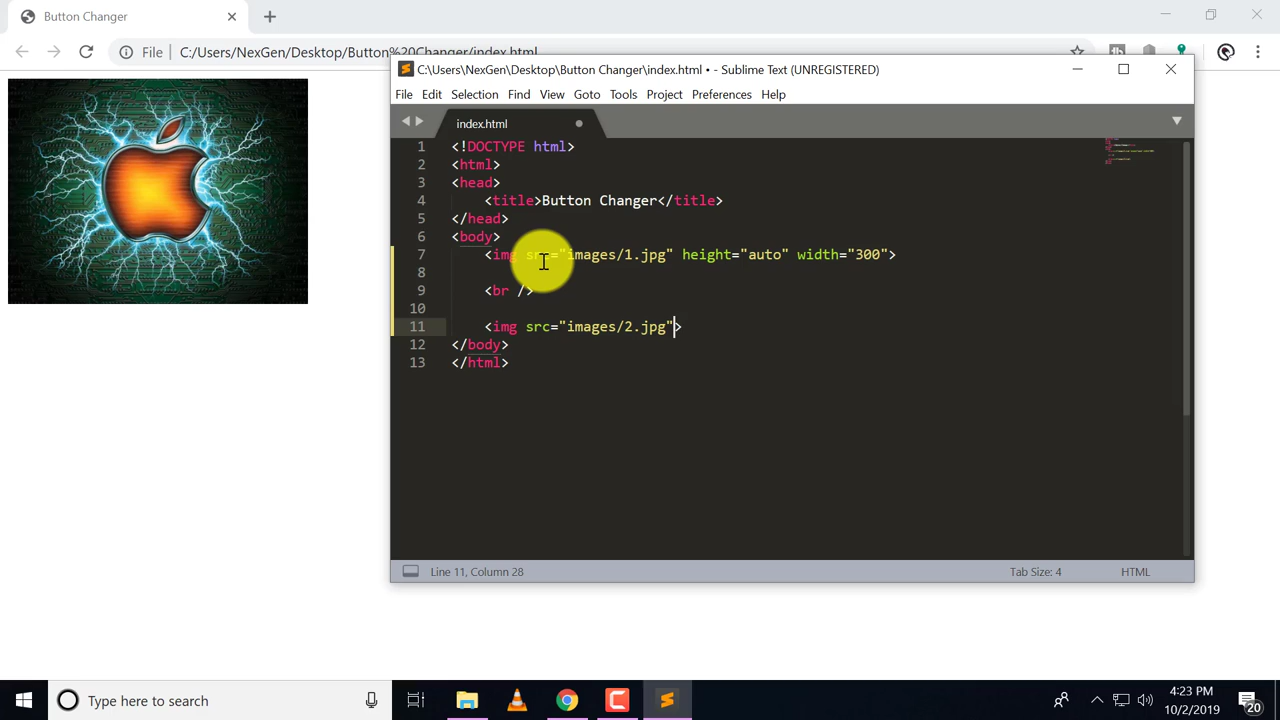 Button Changer
File | C:/Users/NexGen/Desktop/Button%20Changer/index.html
C:\Users\NexGen\Desktop\Button Changer\index.html • - Sublime Text (UNREGISTERED)
File Edit Selection Find View Goto Tools Project Preferences Help
index.html
1 <!DOCTYPE html>
2 <html>
3 <head>
4 <title>Button Changer</title>
5 </head>
6 <body>
7 <img src="images/1.jpg" height="auto" width="300">
8
9 <br />
10
11 <img src="images/2.jpg">
12 </body>
13 </html>
Line 11, Column 28 Tab Size: 4 HTML
Type here to search
4:23 PM
10/2/2019
20